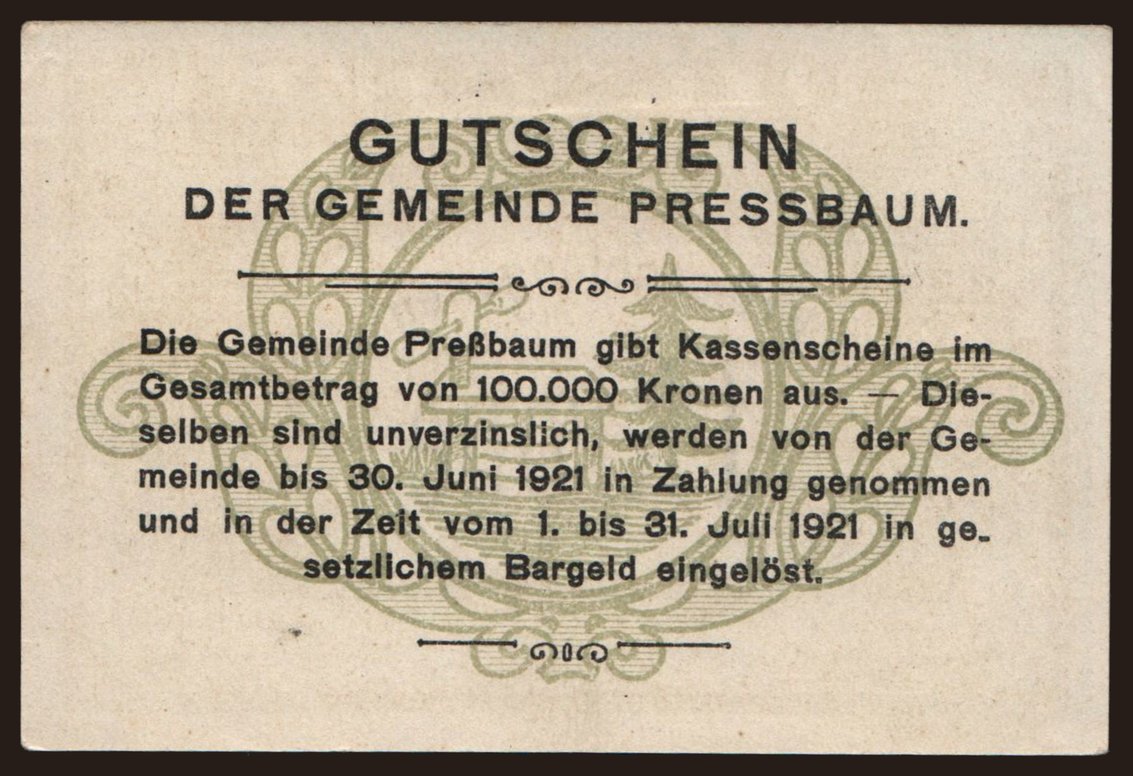 GUTSCHEIN
DER GEMEINDE PRESSBAUM.
Die Gemeinde Preßbaum gibt Kassenscheine im
Gesamtbetrag von 100.000 Kronen aus. — Die-
selben sind unverzinslich, werden von der Ge-
meinde bis 30. Juni 1921 in Zahlung genommen
und in der Zeit vom 1. bis 31. Juli 1921 in ge-
setzlichem Bargeld eingelöst.